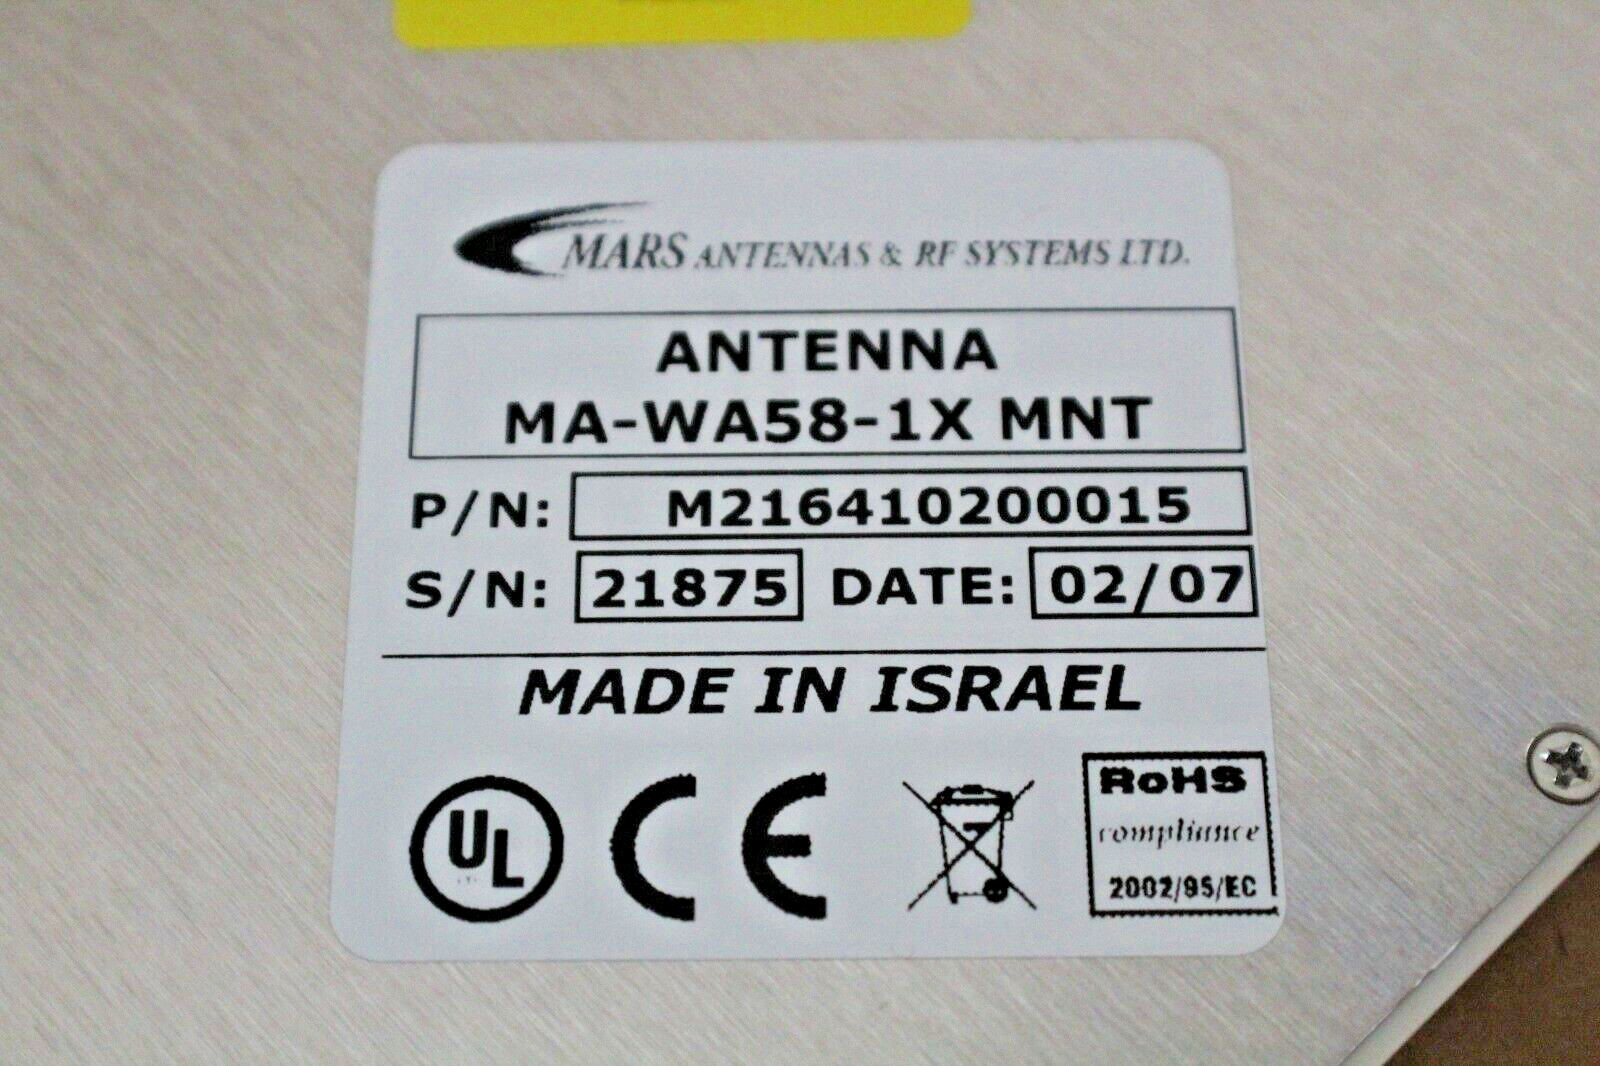 MARS ANTENNAS & RF SYSTEMS LTD.
ANTENNA
MA-WA58-1X MNT
P/N: M216410200015
S/N: 21875 DATE: 02/07
MADE IN ISRAEL
UL CE RoHS
compliance
2002/95/EC